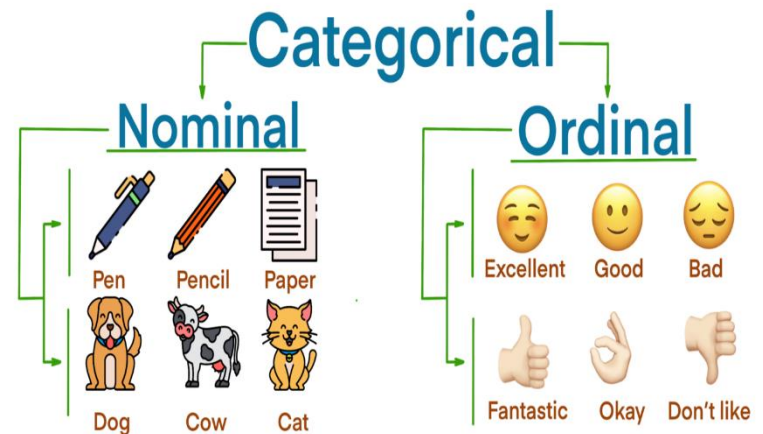 Categorical
Nominal
Pen Pencil Paper
Dog Cow Cat
Ordinal
Excellent Good Bad
Fantastic Okay Don't like